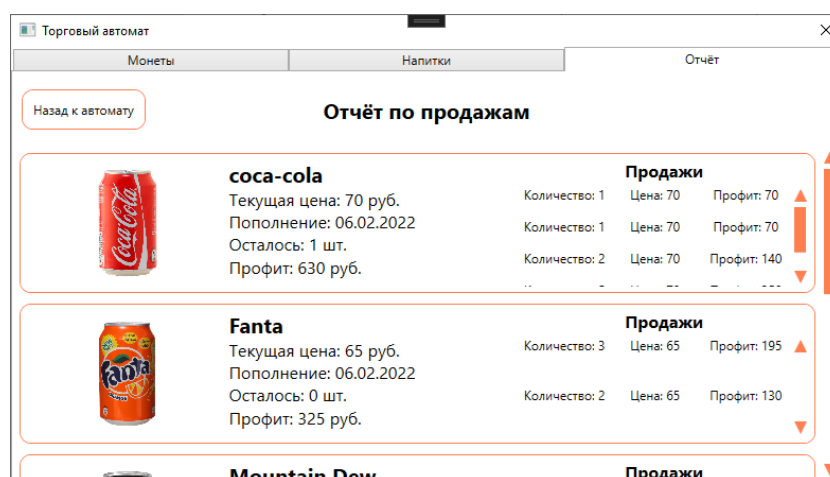 Торговый автомат
Монеты Напитки Отчёт
Назад к автомату
Отчёт по продажам
coca-cola
Текущая цена: 70 руб.
Пополнение: 06.02.2022
Осталось: 1 шт.
Профит: 630 руб.
Продажи
Количество: 1 Цена: 70 Профит: 70
Количество: 1 Цена: 70 Профит: 70
Количество: 2 Цена: 70 Профит: 140
Coca-Cola
Fanta
Текущая цена: 65 руб.
Пополнение: 06.02.2022
Осталось: 0 шт.
Профит: 325 руб.
Продажи
Количество: 3 Цена: 65 Профит: 195
Количество: 2 Цена: 65 Профит: 130
Fanta
Mountain Dew
Продажи